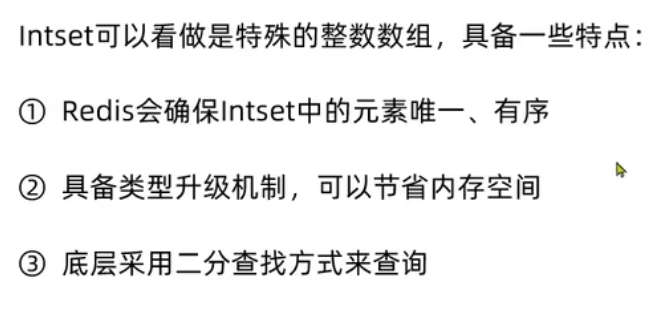 Intset可以看做是特殊的整数数组，具备一些特点：
① Redis会确保Intset中的元素唯一、有序
② 具备类型升级机制，可以节省内存空间
③ 底层采用二分查找方式来查询